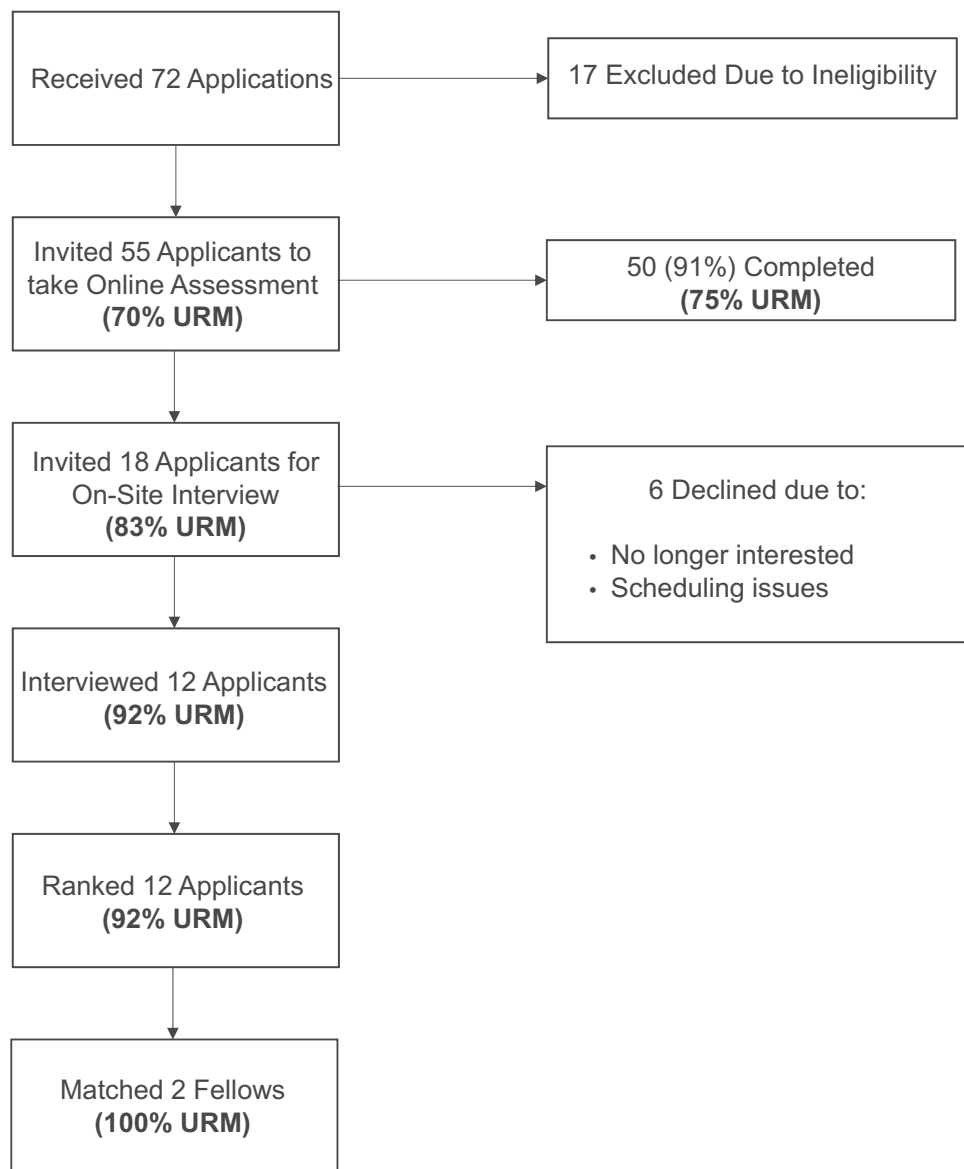 Received 72 Applications
17 Excluded Due to Ineligibility
Invited 55 Applicants to
take Online Assessment
(70% URM)
50 (91%) Completed
(75% URM)
Invited 18 Applicants for
On-Site Interview
(83% URM)
6 Declined due to:
• No longer interested
• Scheduling issues
Interviewed 12 Applicants
(92% URM)
Ranked 12 Applicants
(92% URM)
Matched 2 Fellows
(100% URM)